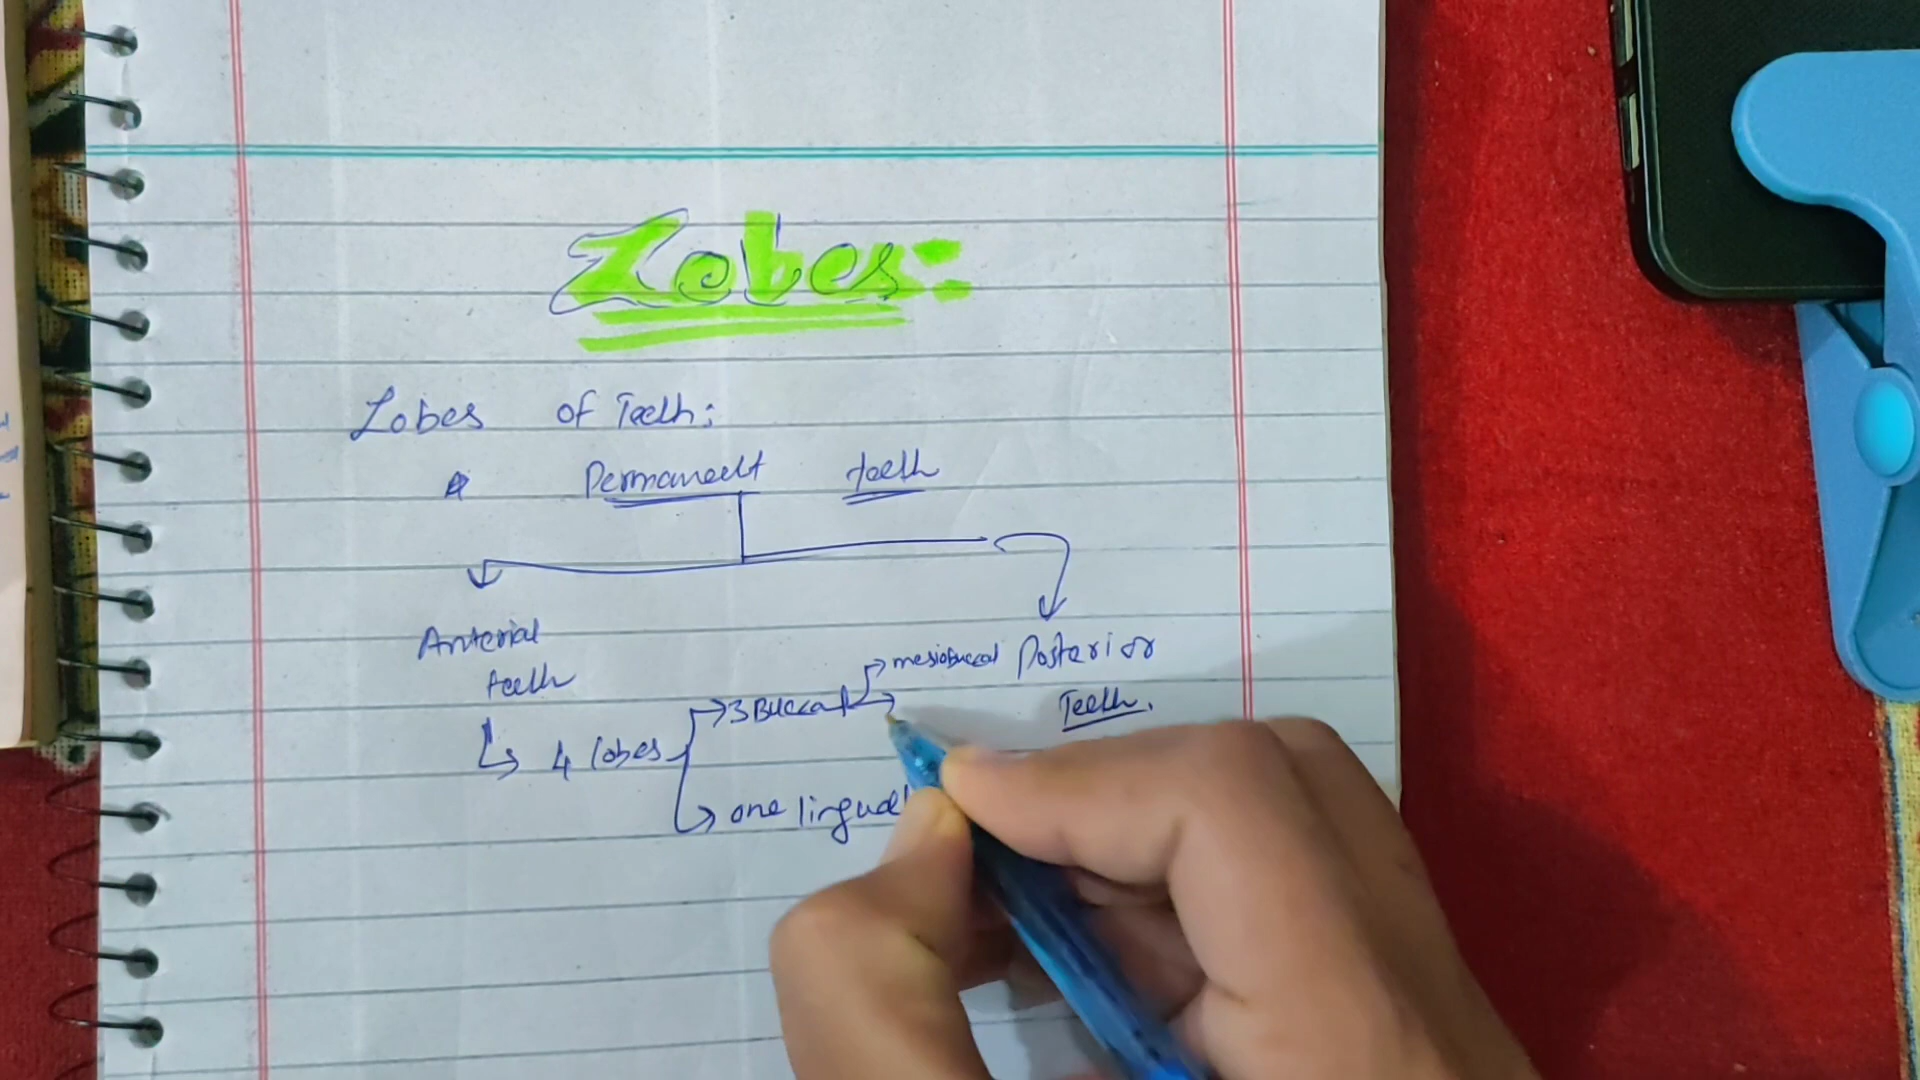 Lobes:
Lobes of Teeth:
Permanent teeth
Anterial
teeth
Posterior
Teeth.
4 lobes
3 Buccal
mesiobuccal
one lingual